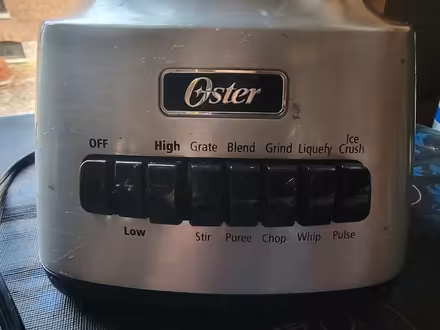 Oster
OFF High Grate Blend Grind Liquefy Ice Crush
Low Stir Puree Chop Whip Pulse